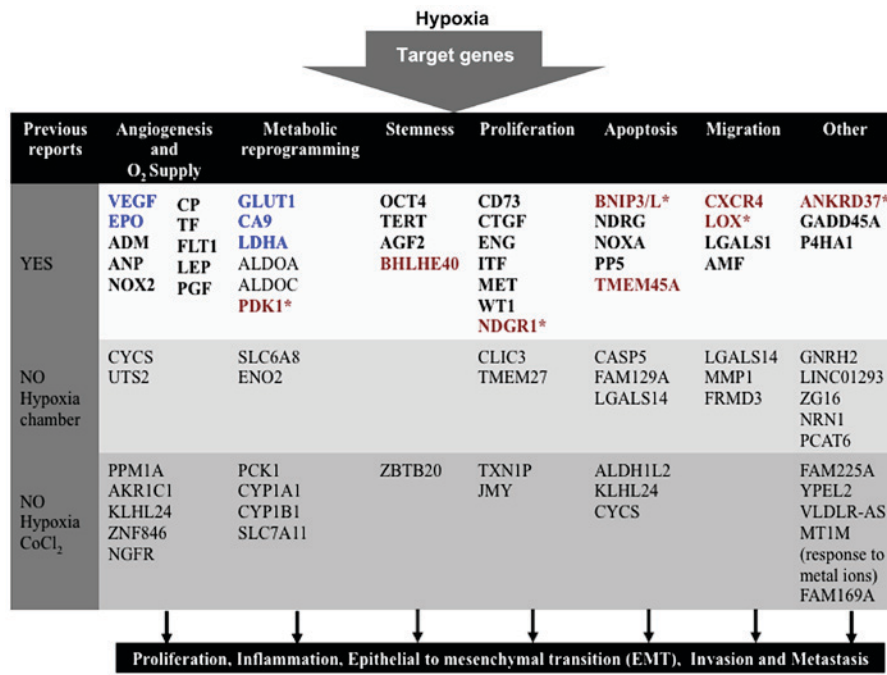 Hypoxia
Target genes
Previous reports
Angiogenesis and O2 Supply
Metabolic reprogramming
Stemness
Proliferation
Apoptosis
Migration
Other
YES
VEGF
EPO
ADM
ANP
NOX2
CP
TF
FLT1
LEP
PGF
GLUT1
CA9
LDHA
ALDOA
ALDOC
PDK1*
OCT4
TERT
AGF2
BHLHE40
CD73
CTGF
ENG
ITF
MET
WT1
NDGR1*
BNIP3/L*
NDRG
NOXA
PP5
TMEM45A
CXCR4
LOX*
LGALS1
AMF
ANKRD37*
GADD45A
P4HA1
NO
Hypoxia
chamber
CYCS
UTS2
SLC6A8
ENO2
CLIC3
TMEM27
CASP5
FAM129A
LGALS14
LGALS14
MMP1
FRMD3
GNRH2
LINC01293
ZG16
NRN1
PCAT6
NO
Hypoxia
CoCl2
PPM1A
AKR1C1
KLHL24
ZNF846
NGFR
PCK1
CYP1A1
CYP1B1
SLC7A11
ZBTB20
TXN1P
JMY
ALDH1L2
KLHL24
CYCS
FAM225A
YPEL2
VLDLR-AS
MT1M
(response to
metal ions)
FAM169A
Proliferation, Inflammation, Epithelial to mesenchymal transition (EMT), Invasion and Metastasis